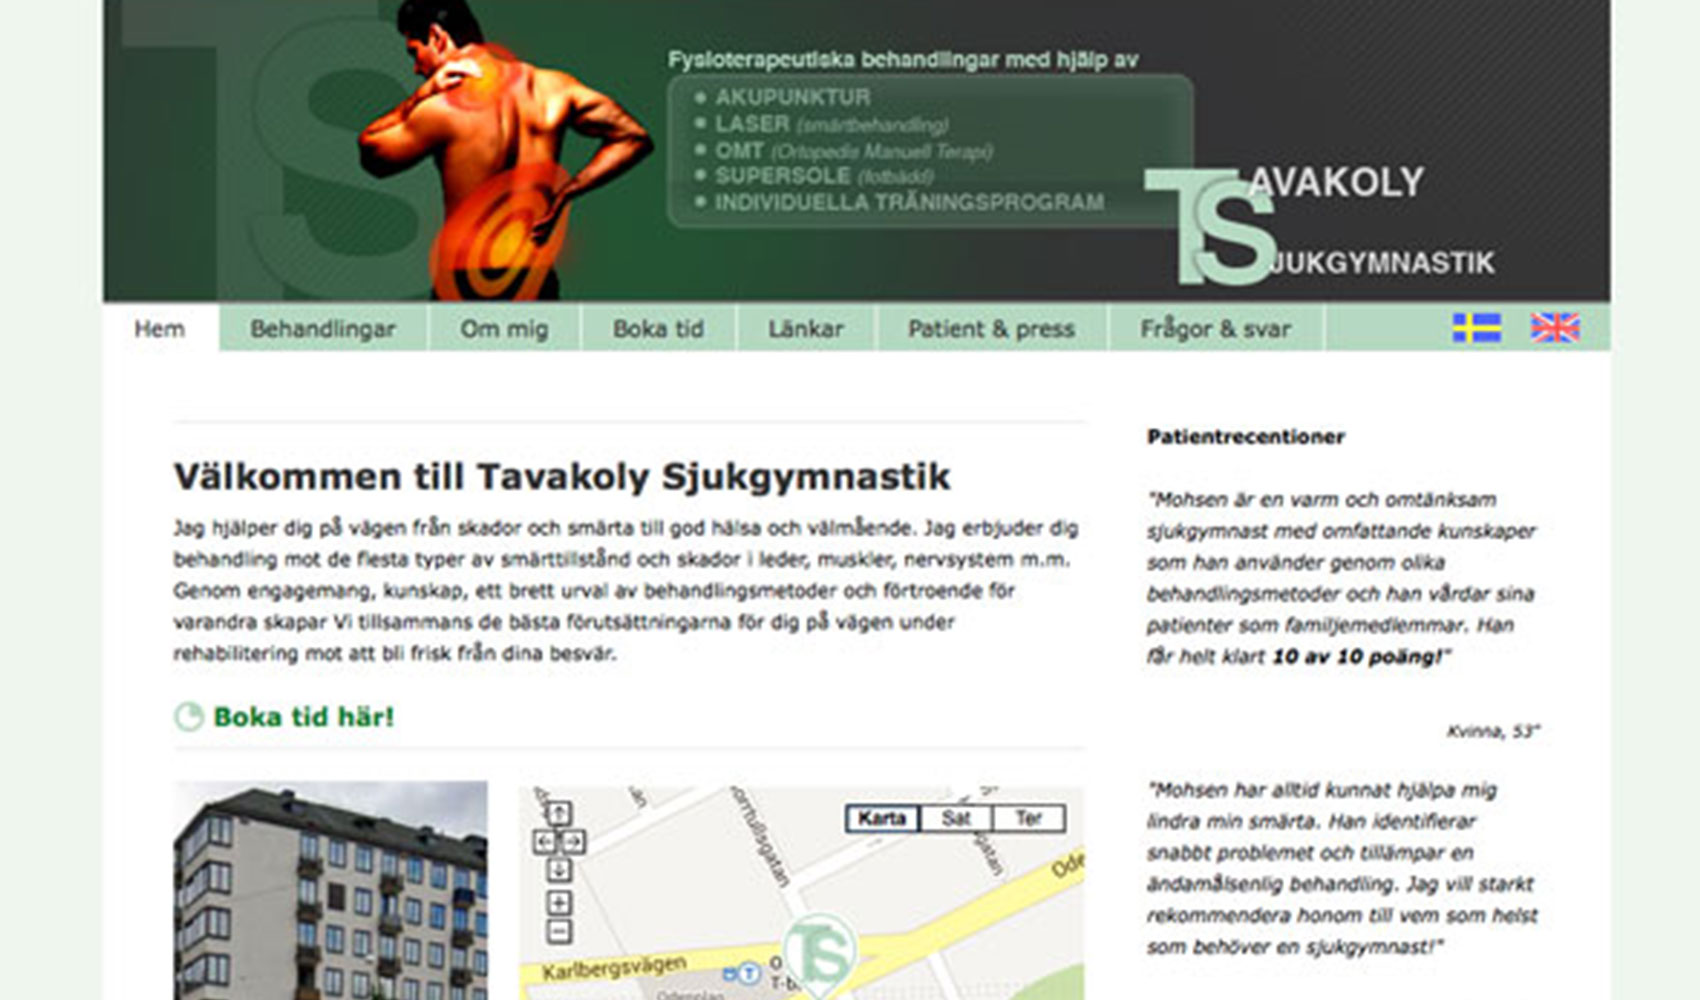 Fysioterapeutiska behandlingar med hjälp av
• AKUPUNKTUR
• LASER (smärtbehandling)
• OMT (Ortopedis Manuell Terapi)
• SUPERSOLE (fotbädd)
• INDIVIDUELLA TRÄNINGSPROGRAM
TAVAKOLY
SJUKGYMNASTIK
Hem
Behandlingar
Om mig
Boka tid
Länkar
Patient & press
Frågor & svar
Välkommen till Tavakoly Sjukgymnastik
Jag hjälper dig på vägen från skador och smärta till god hälsa och välmående. Jag erbjuder dig
behandling mot de flesta typer av smärttillstånd och skador i leder, muskler, nervsystem m.m.
Genom engagemang, kunskap, ett brett urval av behandlingsmetoder och förtroende för
varandra skapar Vi tillsammans de bästa förutsättningarna för dig på vägen under
rehabilitering mot att bli frisk från dina besvär.
Boka tid här!
Karta
Sat
Ter
orrtullsgatan
gatan
Ode
Karlbergsvägen
Odenplan
O
T-b
TS
Patientrecentioner
"Mohsen är en varm och omtänksam
sjukgymnast med omfattande kunskaper
som han använder genom olika
behandlingsmetoder och han vårdar sina
patienter som familjemedlemmar. Han
får helt klart 10 av 10 poäng!"
Kvinna, 53"
"Mohsen har alltid kunnat hjälpa mig
lindra min smärta. Han identifierar
snabbt problemet och tillämpar en
ändamålsenlig behandling. Jag vill starkt
rekommendera honom till vem som helst
som behöver en sjukgymnast!"